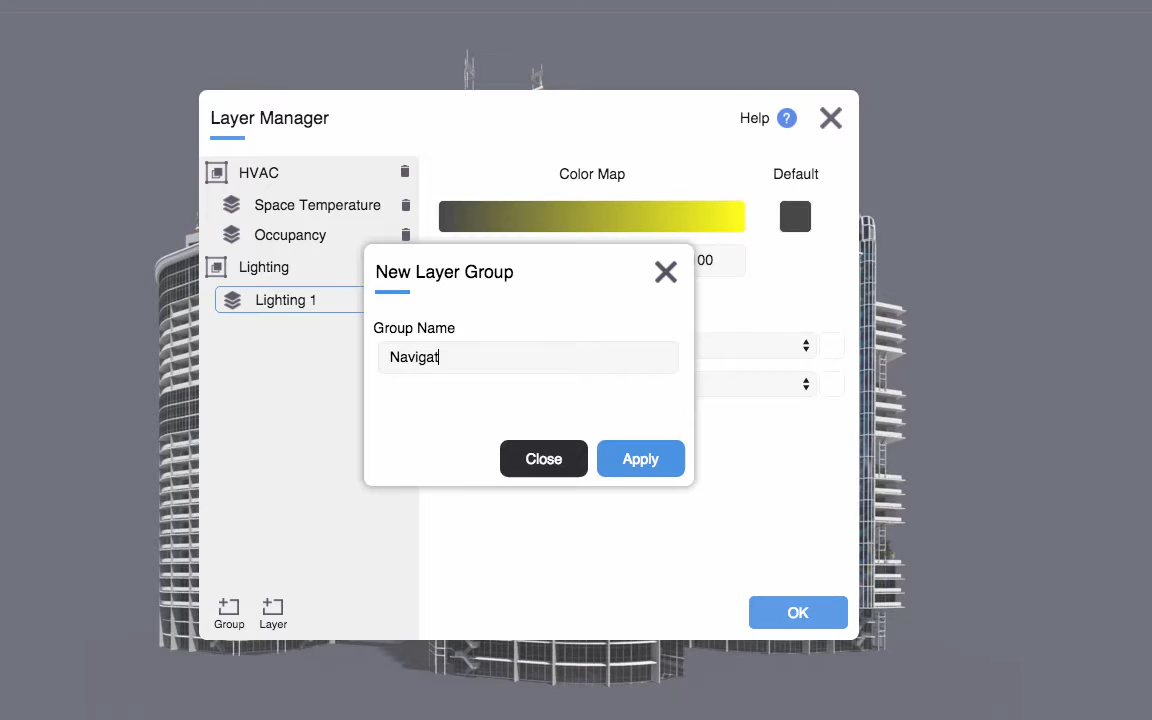 Layer Manager
Help ?
HVAC
Space Temperature
Occupancy
Lighting
Lighting 1
Color Map
Default
00
New Layer Group
Group Name
Navigat
Close
Apply
Group
Layer
OK